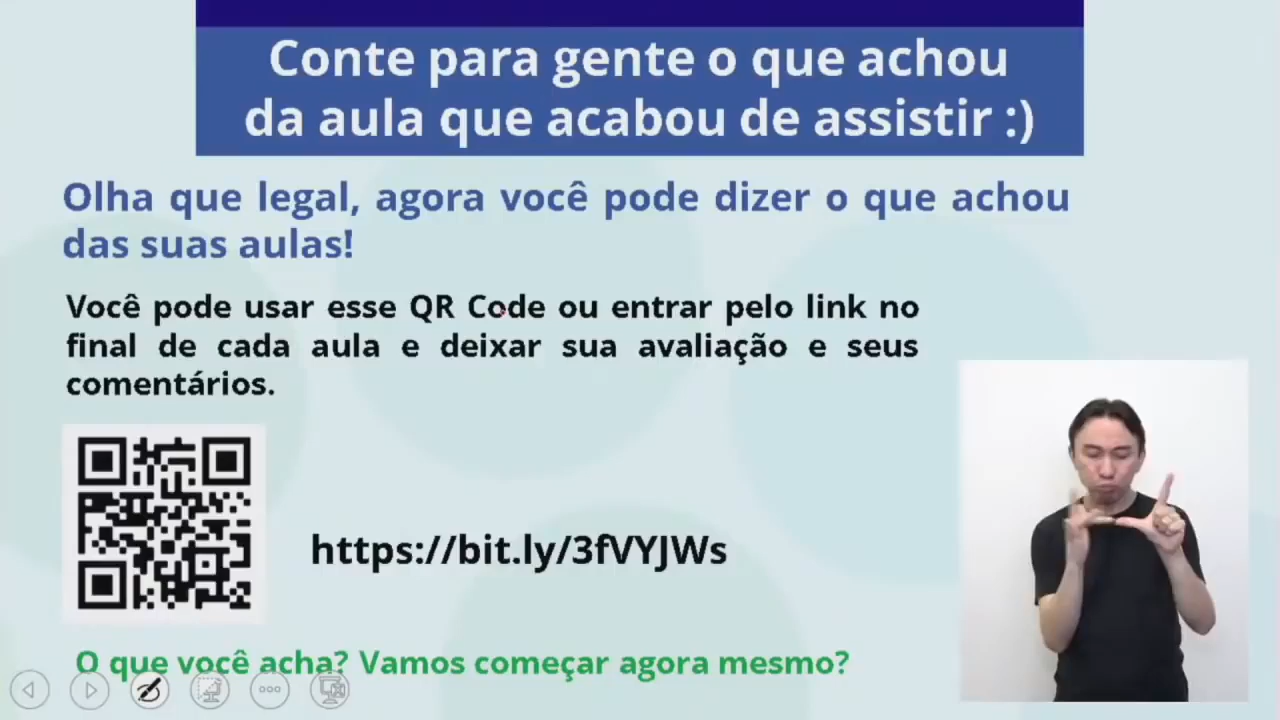 Conte para gente o que achou
da aula que acabou de assistir :)
Olha que legal, agora você pode dizer o que achou
das suas aulas!
Você pode usar esse QR Code ou entrar pelo link no
final de cada aula e deixar sua avaliação e seus
comentários.
https://bit.ly/3fVYJWs
O que você acha? Vamos começar agora mesmo?